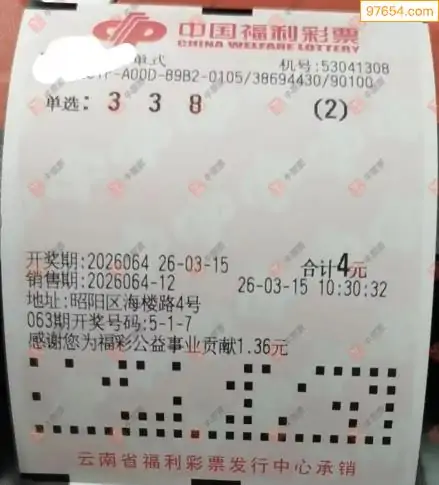 97654.com
中国福利彩票
CHINA WELFARE LOTTERY
单式
机号:53041308
-A0DD-89B2-0105/38694430/90100
单选: 3 3 8 (2)
开奖期:2026064 26-03-15
合计4元
销售期:2026064-12
26-03-15 10:30:32
地址:昭阳区海楼路4号
063期开奖号码:5-1-7
感谢您为福彩公益事业贡献1.36元
云南省福利彩票发行中心承销